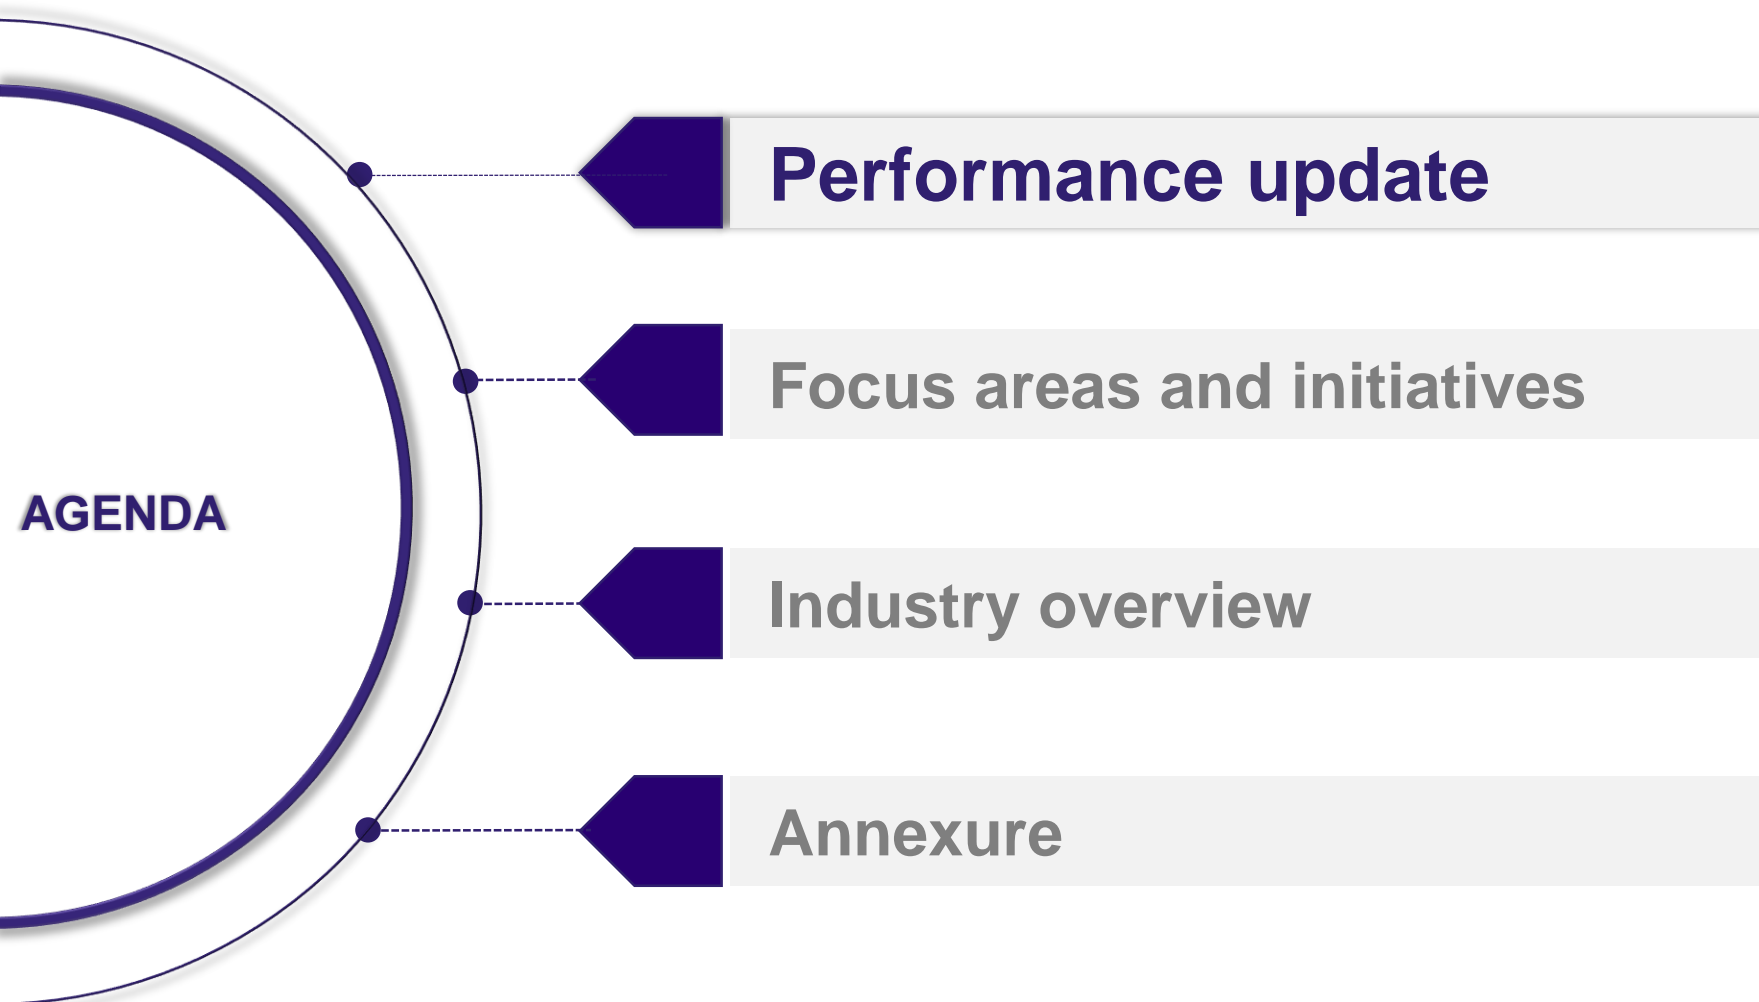 AGENDA
Performance update
Focus areas and initiatives
Industry overview
Annexure